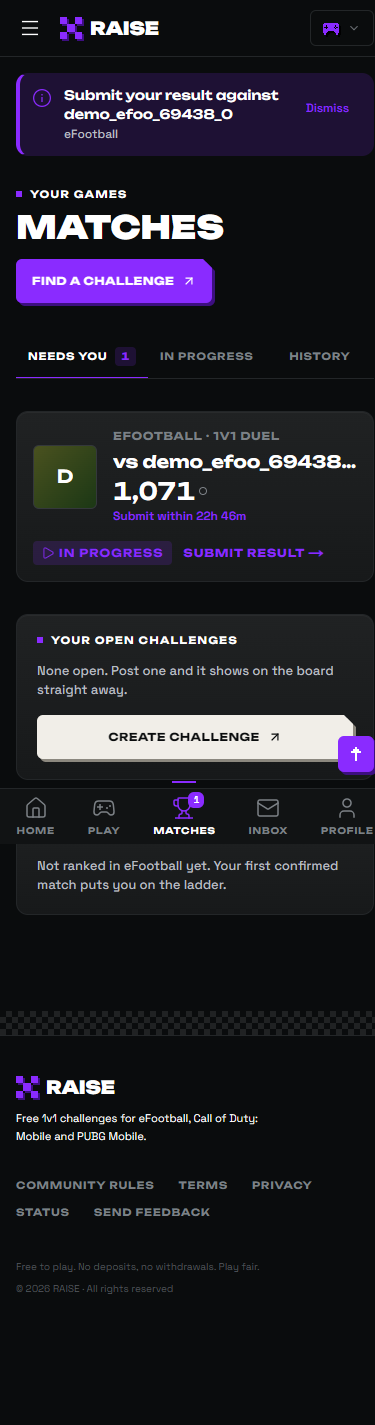 RAISE
Submit your result against
demo_efoo_69438_0
Dismiss
eFootball
YOUR GAMES
MATCHES
FIND A CHALLENGE
NEEDS YOU 1
IN PROGRESS
HISTORY
EFOOTBALL · 1V1 DUEL
D
vs demo_efoo_69438...
1,071
Submit within 22h 46m
IN PROGRESS
SUBMIT RESULT →
YOUR OPEN CHALLENGES
None open. Post one and it shows on the board
straight away.
CREATE CHALLENGE
1
HOME
PLAY
MATCHES
INBOX
PROFILE
Not ranked in eFootball yet. Your first confirmed
match puts you on the ladder.
RAISE
Free 1v1 challenges for eFootball, Call of Duty:
Mobile and PUBG Mobile.
COMMUNITY RULES
TERMS
PRIVACY
STATUS
SEND FEEDBACK
Free to play. No deposits, no withdrawals. Play fair.
© 2026 RAISE · All rights reserved